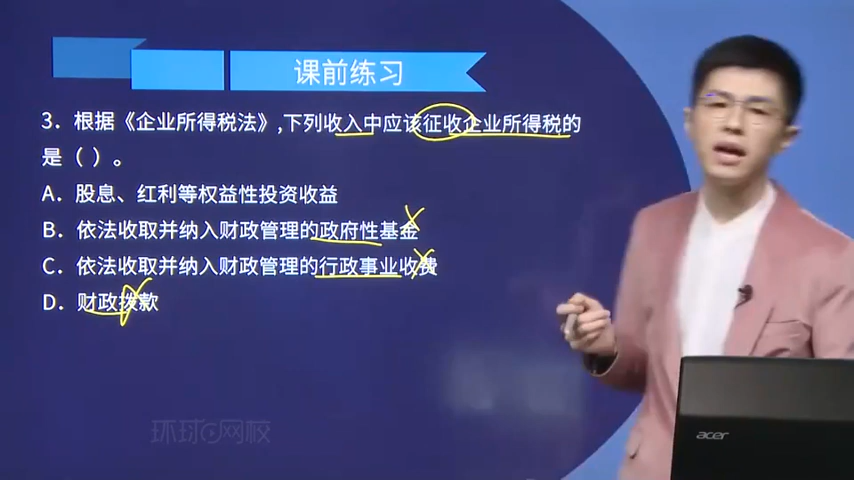 课前练习
3．根据《企业所得税法》,下列收入中应该征收企业所得税的
是（ ）。
A．股息、红利等权益性投资收益
B．依法收取并纳入财政管理的政府性基金
C．依法收取并纳入财政管理的行政事业收费
D．财政拨款
环球网校
acer